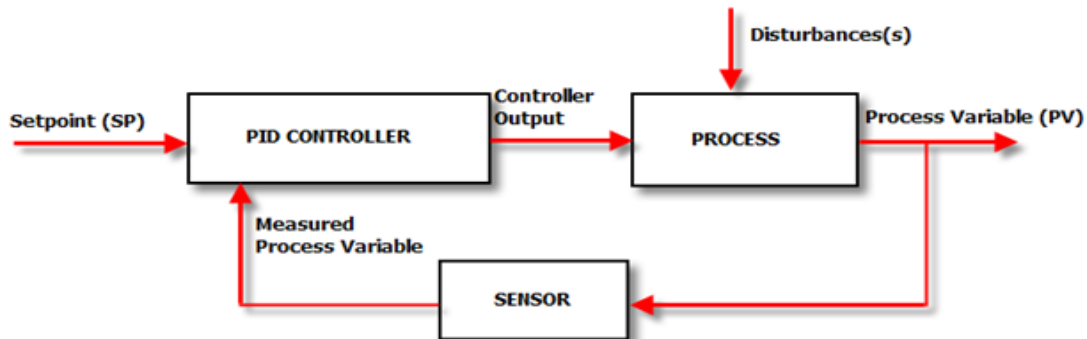 Disturbances(s)
Setpoint (SP)
PID CONTROLLER
Controller
Output
PROCESS
Process Variable (PV)
Measured
Process Variable
SENSOR